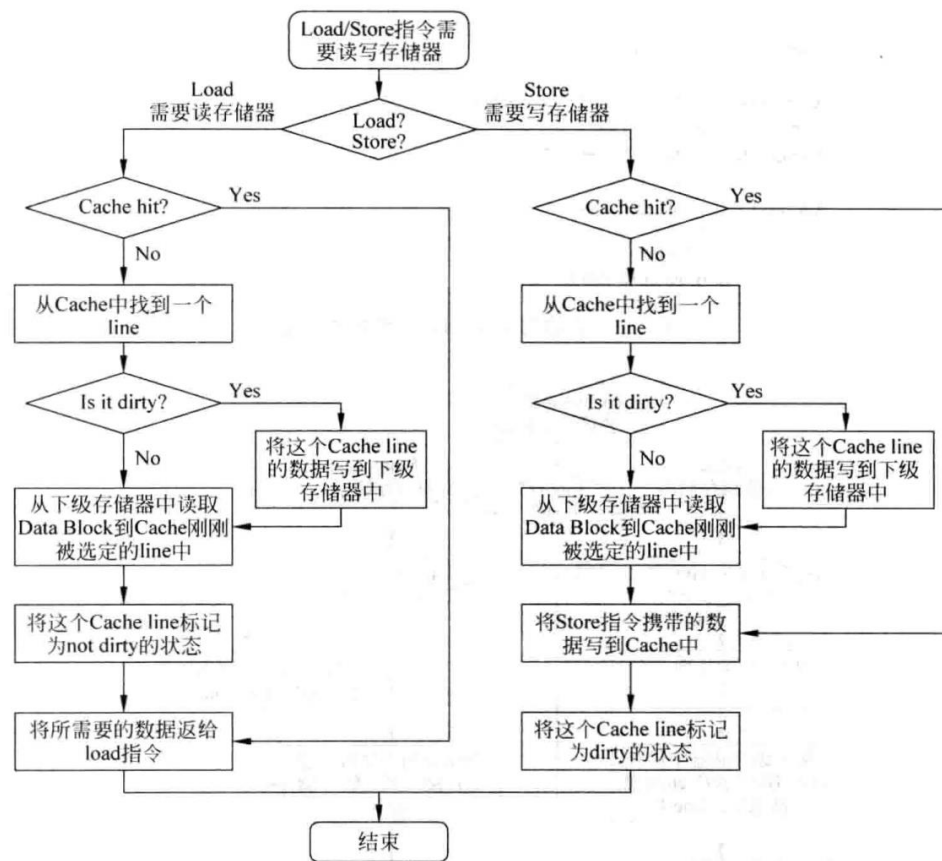 Load/Store指令需
要读写存储器
Load
需要读存储器
Store
需要写存储器
Load?
Store?
Cache hit?
Yes
No
从Cache中找到一个
line
Is it dirty?
Yes
No
将这个Cache line
的数据写到下级
存储器中
从下级存储器中读取
Data Block到Cache刚刚
被选定的line中
将这个Cache line标记
为not dirty的状态
将所需要的数据返给
load指令
Cache hit?
Yes
No
从Cache中找到一个
line
Is it dirty?
Yes
No
将这个Cache line
的数据写到下级
存储器中
从下级存储器中读取
Data Block到Cache刚刚
被选定的line中
将Store指令携带的数
据写到Cache中
将这个Cache line标记
为dirty的状态
结束